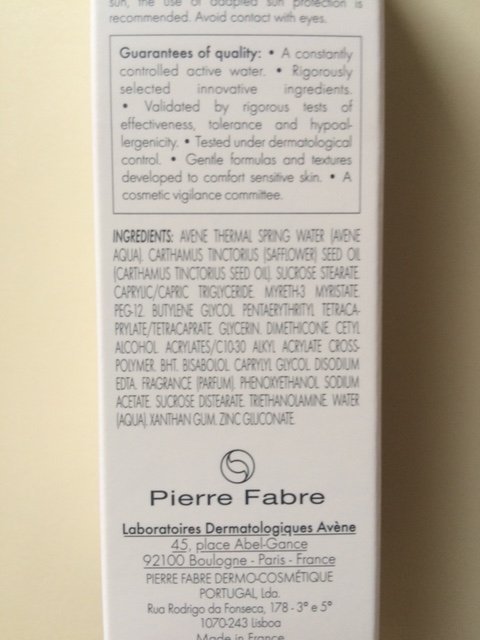 sun, the use of adapted sun protection is
recommended. Avoid contact with eyes.
Guarantees of quality: • A constantly
controlled active water. • Rigorously
selected innovative ingredients.
• Validated by rigorous tests of
effectiveness, tolerance and hypoal-
lergenicity. • Tested under dermatological
control. • Gentle formulas and textures
developed to comfort sensitive skin. • A
cosmetic vigilance committee.
INGREDIENTS: AVENE THERMAL SPRING WATER (AVENE
AQUA). CARTHAMUS TINCTORIUS (SAFFLOWER) SEED OIL
(CARTHAMUS TINCTORIUS SEED OIL). SUCROSE STEARATE.
CAPRYLIC/CAPRIC TRIGLYCERIDE. MYRETH-3 MYRISTATE.
PEG-12. BUTYLENE GLYCOL. PENTAERYTHRITYL TETRACA-
PRYLATE/TETRACAPRATE. GLYCERIN. DIMETHICONE. CETYL
ALCOHOL. ACRYLATES/C10-30 ALKYL ACRYLATE CROSS-
POLYMER. BHT. BISABOLOL. CAPRYLYL GLYCOL. DISODIUM
EDTA. FRAGRANCE (PARFUM). PHENOXYETHANOL. SODIUM
ACETATE. SUCROSE DISTEARATE. TRIETHANOLAMINE. WATER
(AQUA). XANTHAN GUM. ZINC GLUCONATE.
Pierre Fabre
Laboratoires Dermatologiques Avène
45, place Abel-Gance
92100 Boulogne - Paris - France
PIERRE FABRE DERMO-COSMÉTIQUE
PORTUGAL, Lda.
Rua Rodrigo da Fonseca, 178 - 3º e 5º
1070-243 Lisboa
Made in France